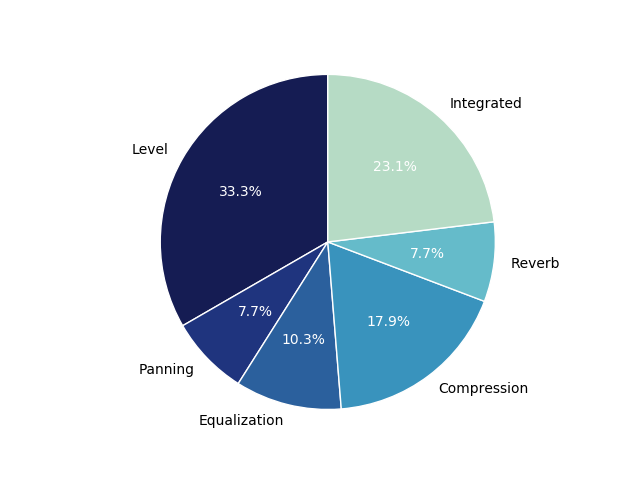 Integrated
Level
23.1%
33.3%
7.7%
Reverb
7.7%
17.9%
10.3%
Panning
Compression
Equalization